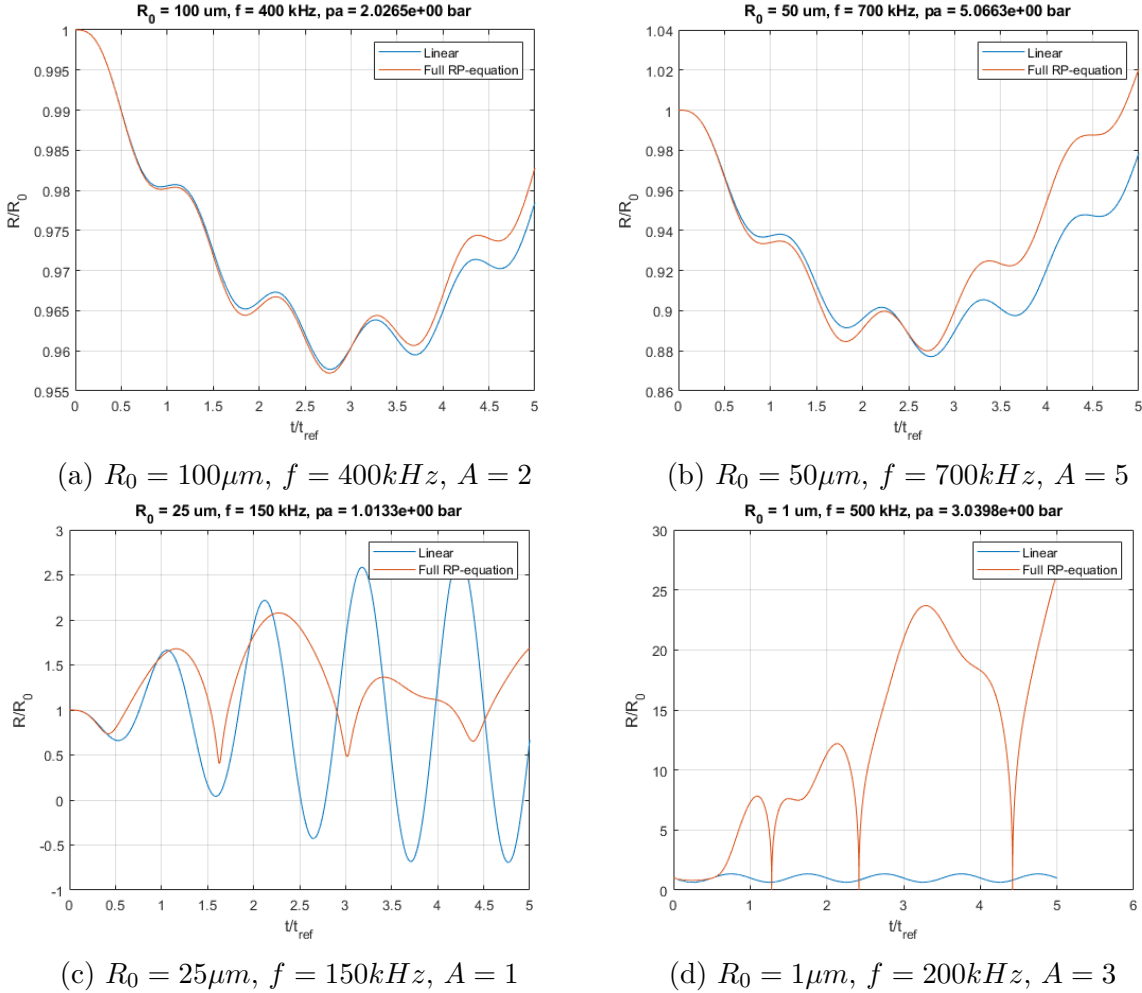 R0 = 100 um, f = 400 kHz, pa = 2.0265e+00 bar
Linear
Full RP-equation
1
0.995
0.99
0.985
0.98
0.975
0.97
0.965
0.96
0.955
R/R0
0 0.5 1 1.5 2 2.5 3 3.5 4 4.5 5
t/tref
(a) R0 = 100μm, f = 400kHz, A = 2
R0 = 50 um, f = 700 kHz, pa = 5.0663e+00 bar
Linear
Full RP-equation
1.04
1.02
1
0.98
0.96
0.94
0.92
0.9
0.88
0.86
R/R0
0 0.5 1 1.5 2 2.5 3 3.5 4 4.5 5
t/tref
(b) R0 = 50μm, f = 700kHz, A = 5
R0 = 25 um, f = 150 kHz, pa = 1.0133e+00 bar
Linear
Full RP-equation
3
2.5
2
1.5
1
0.5
0
-0.5
-1
R/R0
0 0.5 1 1.5 2 2.5 3 3.5 4 4.5 5
t/tref
(c) R0 = 25μm, f = 150kHz, A = 1
R0 = 1 um, f = 500 kHz, pa = 3.0398e+00 bar
Linear
Full RP-equation
30
25
20
15
10
5
0
R/R0
0 1 2 3 4 5 6
t/tref
(d) R0 = 1μm, f = 200kHz, A = 3